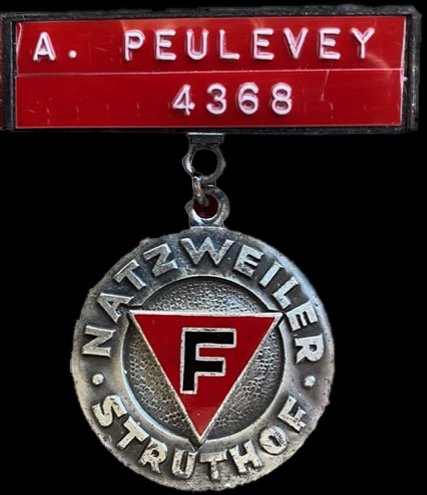 A. PEULEVEY
4368
NATZWEILER
STRUTHOF
F